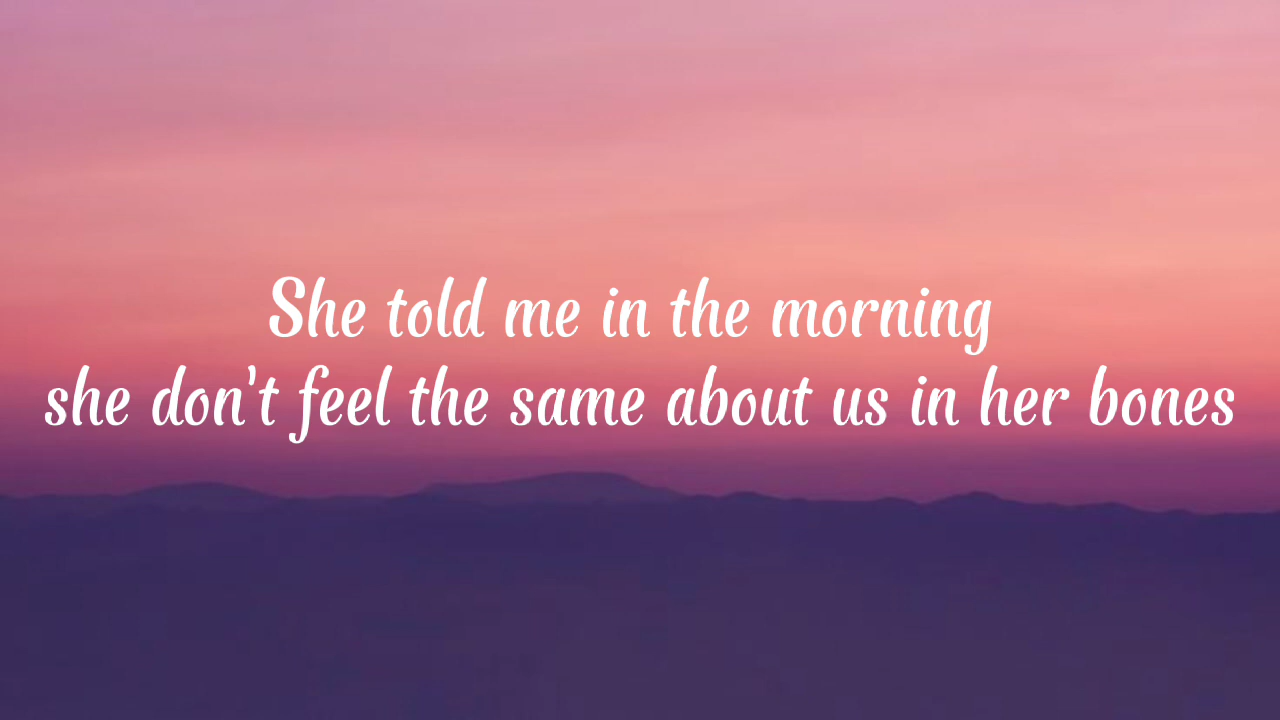 She told me in the morning
she don't feel the same about us in her bones